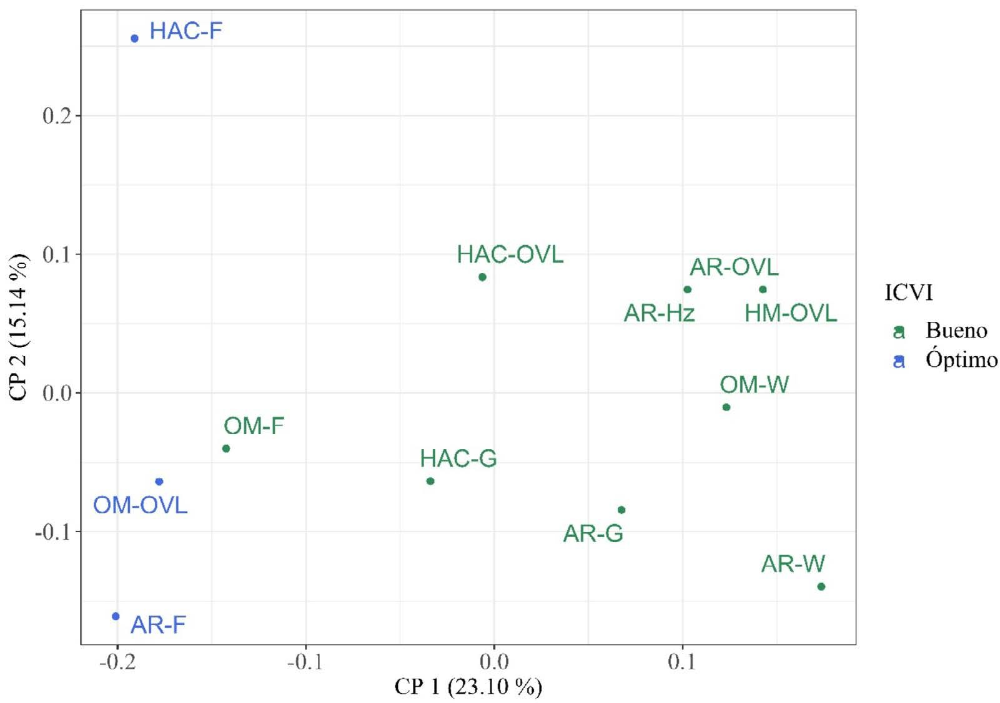 HAC-F
0.2
0.1
HAC-OVL
AR-OVL
AR-Hz
HM-OVL
ICVI
a Bueno
a Óptimo
CP 2 (15.14 %)
0.0
OM-W
OM-F
HAC-G
OM-OVL
-0.1
AR-G
AR-W
AR-F
-0.2
-0.1
0.0
0.1
CP 1 (23.10 %)